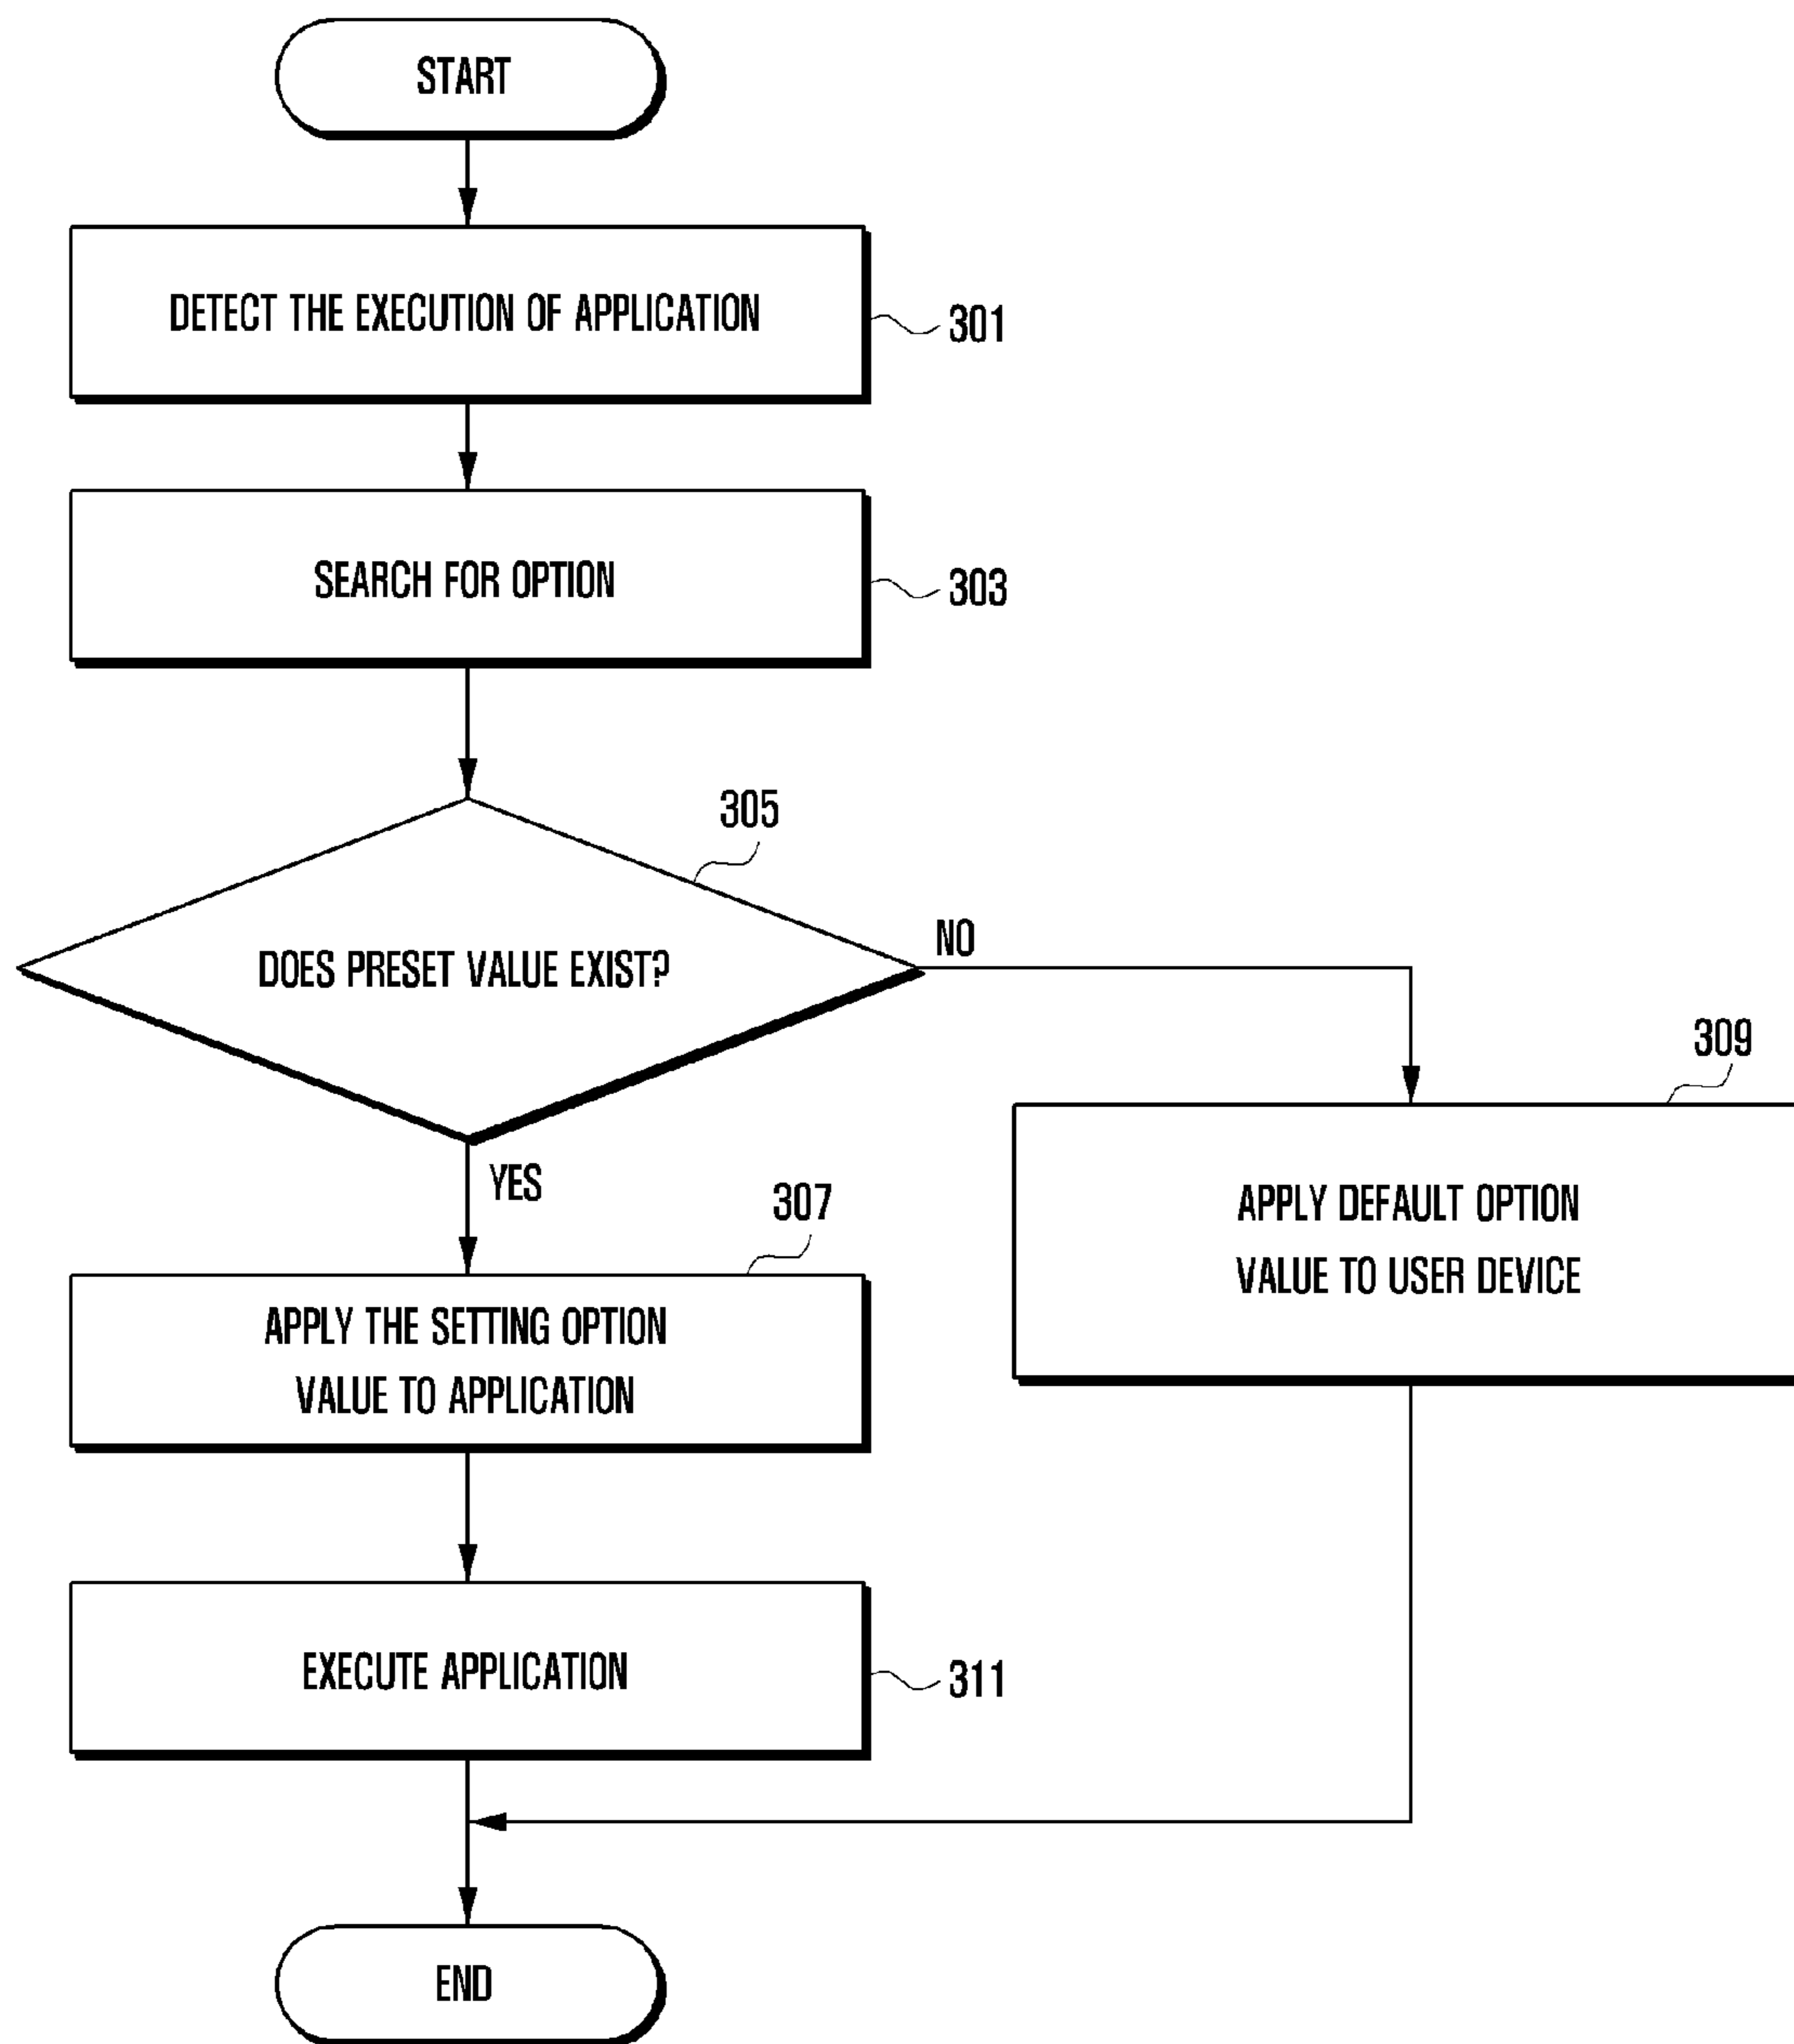 START
DETECT THE EXECUTION OF APPLICATION
301
SEARCH FOR OPTION
303
305
DOES PRESET VALUE EXIST?
NO
YES
307
APPLY THE SETTING OPTION
VALUE TO APPLICATION
309
APPLY DEFAULT OPTION
VALUE TO USER DEVICE
EXECUTE APPLICATION
311
END